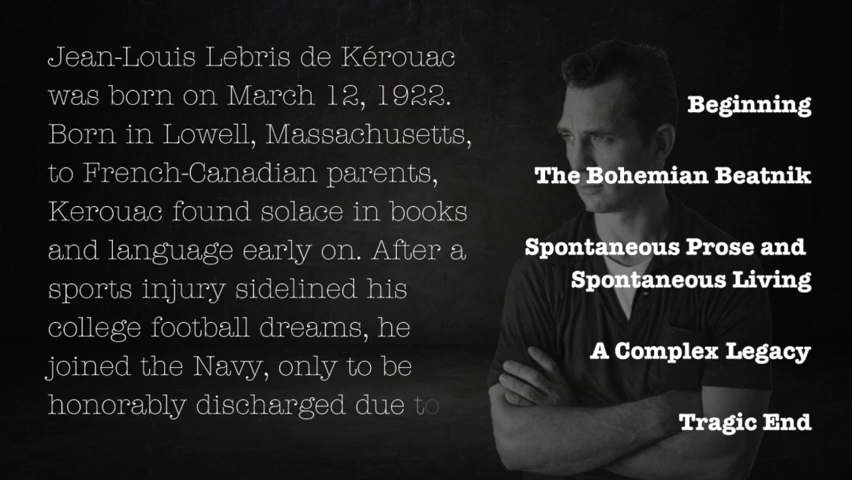 Jean-Louis Lebris de Kérouac
was born on March 12, 1922.
Born in Lowell, Massachusetts,
to French-Canadian parents,
Kerouac found solace in books
and language early on. After a
sports injury sidelined his
college football dreams, he
joined the Navy, only to be
honorably discharged due to
Beginning
The Bohemian Beatnik
Spontaneous Prose and
Spontaneous Living
A Complex Legacy
Tragic End